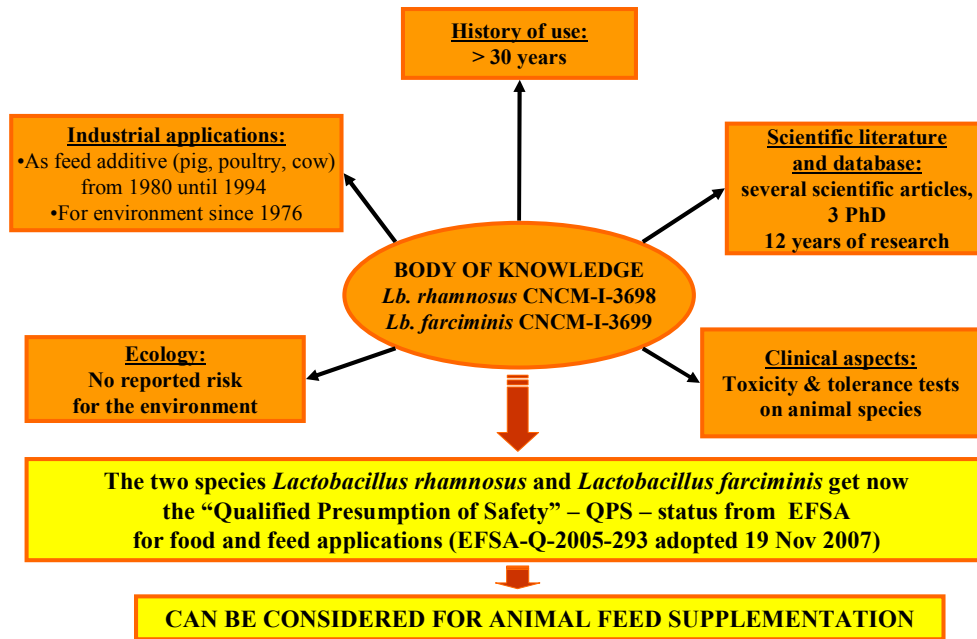 History of use:
> 30 years
Industrial applications:
•As feed additive (pig, poultry, cow)
from 1980 until 1994
•For environment since 1976
Scientific literature
and database:
several scientific articles,
3 PhD
12 years of research
BODY OF KNOWLEDGE
Lb. rhamnosus CNCM-I-3698
Lb. farciminis CNCM-I-3699
Ecology:
No reported risk
for the environment
Clinical aspects:
Toxicity & tolerance tests
on animal species
The two species Lactobacillus rhamnosus and Lactobacillus farciminis get now
the “Qualified Presumption of Safety” – QPS – status from EFSA
for food and feed applications (EFSA-Q-2005-293 adopted 19 Nov 2007)
CAN BE CONSIDERED FOR ANIMAL FEED SUPPLEMENTATION